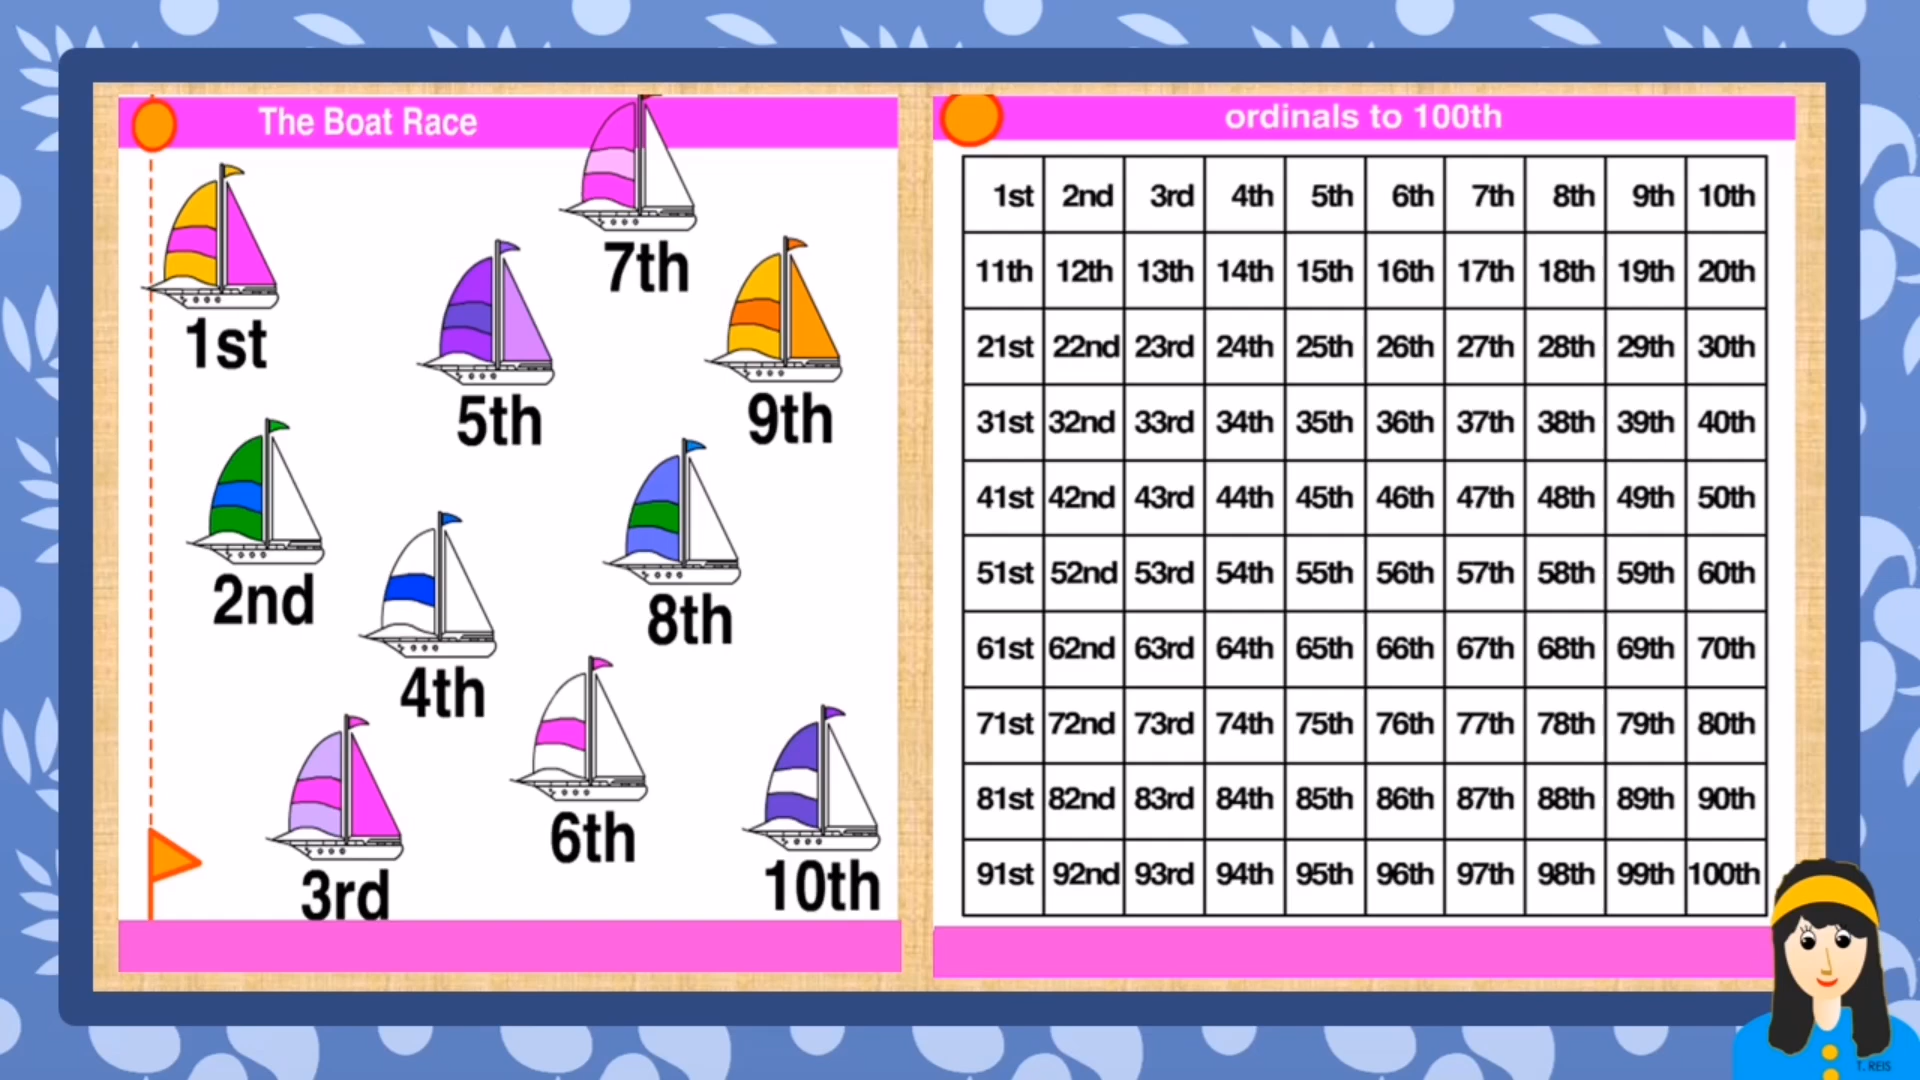 The Boat Race
7th
1st
5th
9th
2nd
8th
4th
6th
10th
3rd
ordinals to 100th
1st 2nd 3rd 4th 5th 6th 7th 8th 9th 10th
11th 12th 13th 14th 15th 16th 17th 18th 19th 20th
21st 22nd 23rd 24th 25th 26th 27th 28th 29th 30th
31st 32nd 33rd 34th 35th 36th 37th 38th 39th 40th
41st 42nd 43rd 44th 45th 46th 47th 48th 49th 50th
51st 52nd 53rd 54th 55th 56th 57th 58th 59th 60th
61st 62nd 63rd 64th 65th 66th 67th 68th 69th 70th
71st 72nd 73rd 74th 75th 76th 77th 78th 79th 80th
81st 82nd 83rd 84th 85th 86th 87th 88th 89th 90th
91st 92nd 93rd 94th 95th 96th 97th 98th 99th 100th
T. REIS